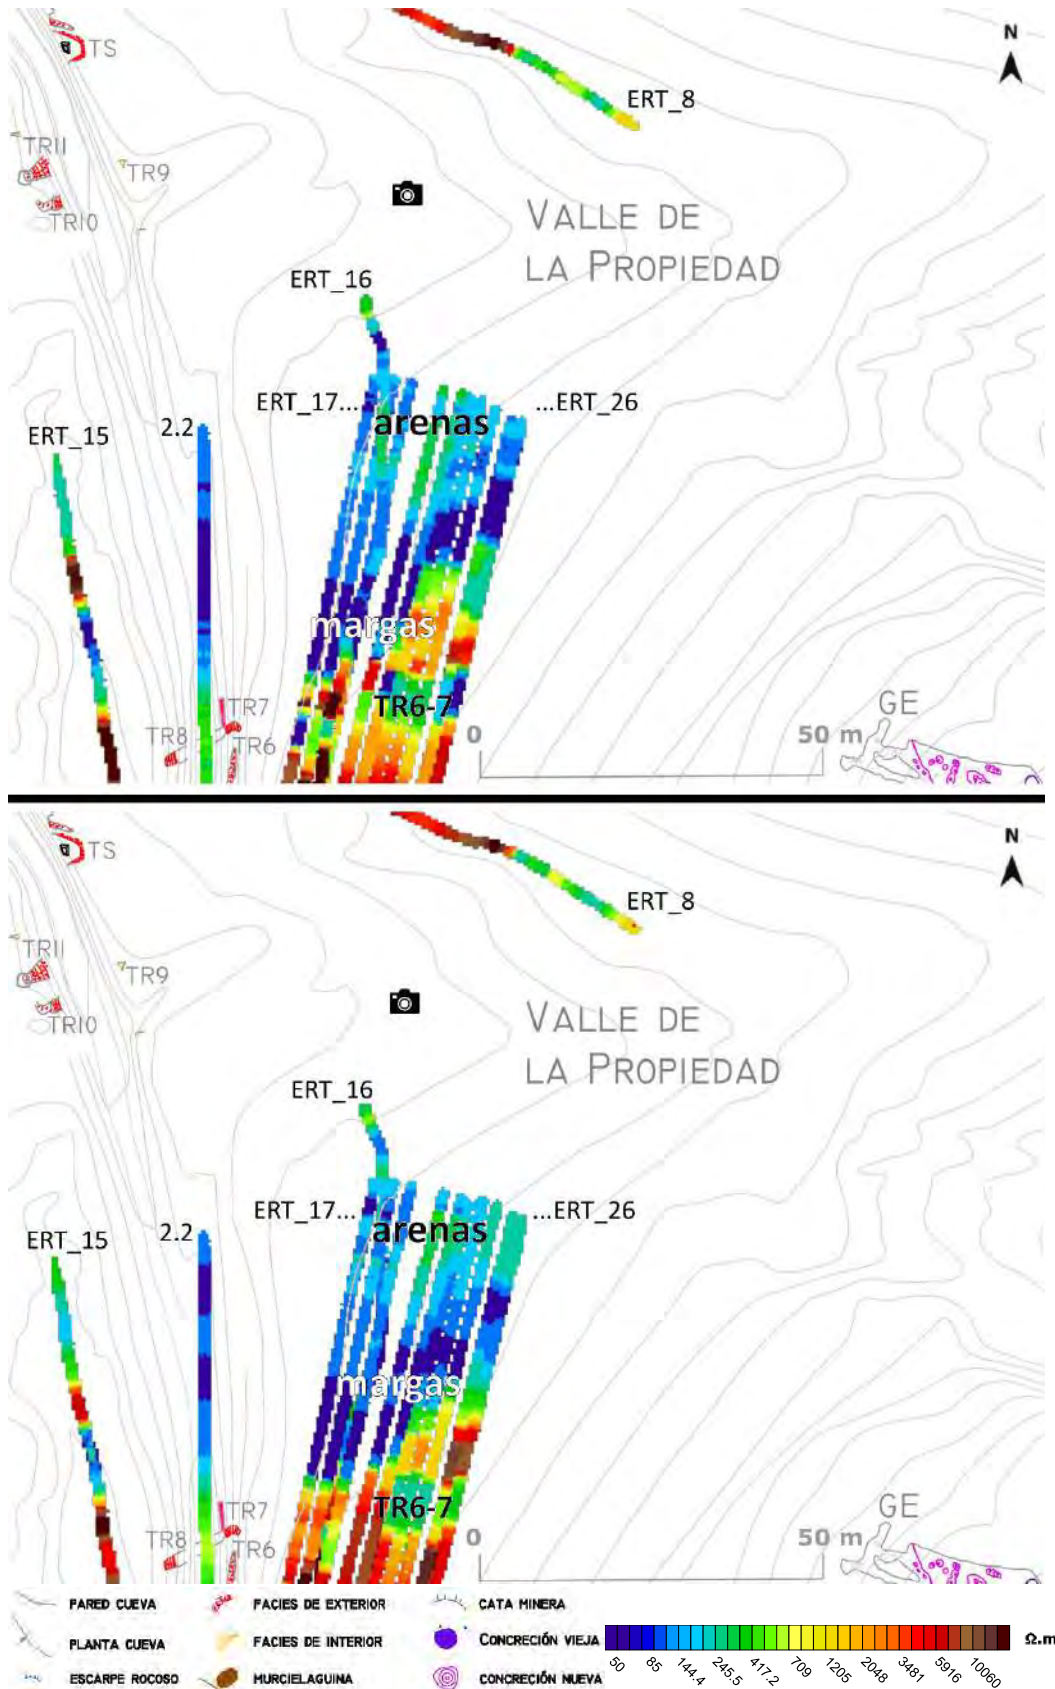 N
TS
ERT_8
TR11
TR9
TR10
VALLE DE
LA PROPIEDAD
ERT_16
ERT_17...
...ERT_26
arenas
2.2
ERT_15
margas
TR6-7
TR7
TR8
TR6
0
50 m
GE
N
TS
ERT_8
TR11
TR9
TR10
VALLE DE
LA PROPIEDAD
ERT_16
ERT_17...
...ERT_26
arenas
2.2
ERT_15
margas
TR6-7
TR7
TR8
TR6
0
50 m
GE
PARED CUEVA
FACIES DE EXTERIOR
CATA MINERA
PLANTA CUEVA
FACIES DE INTERIOR
CONCRECIÓN VIEJA
ESCARPE ROCOSO
MURCIELAGUINA
CONCRECIÓN NUEVA
Ω.m
50 85 144.4 245.5 417.2 709 1205 2048 3481 5916 10060